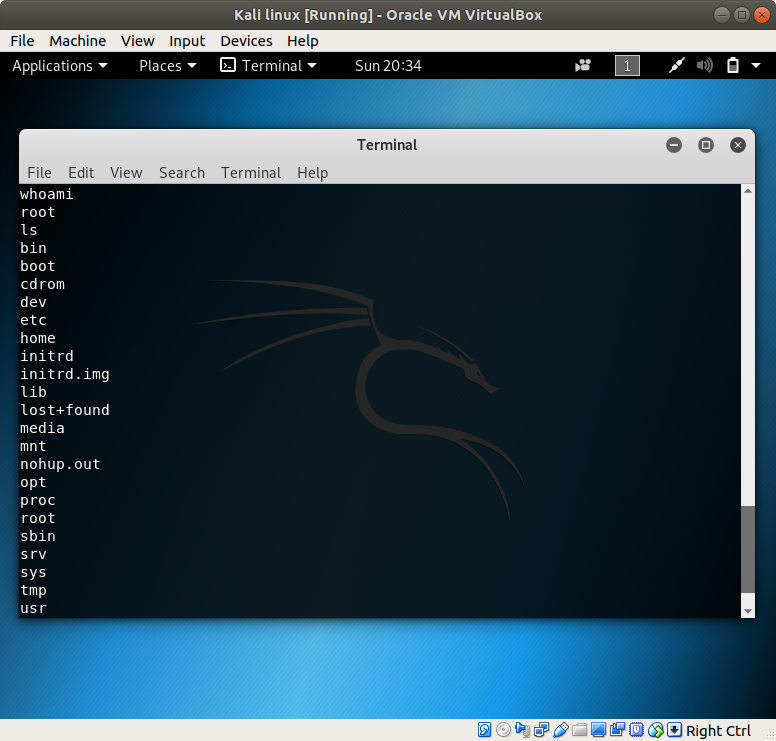 Kali linux [Running] - Oracle VM VirtualBox
File Machine View Input Devices Help
Applications Places Terminal Sun 20:34 1
Terminal
File Edit View Search Terminal Help
whoami
root
ls
bin
boot
cdrom
dev
etc
home
initrd
initrd.img
lib
lost+found
media
mnt
nohup.out
opt
proc
root
sbin
srv
sys
tmp
usr
Right Ctrl